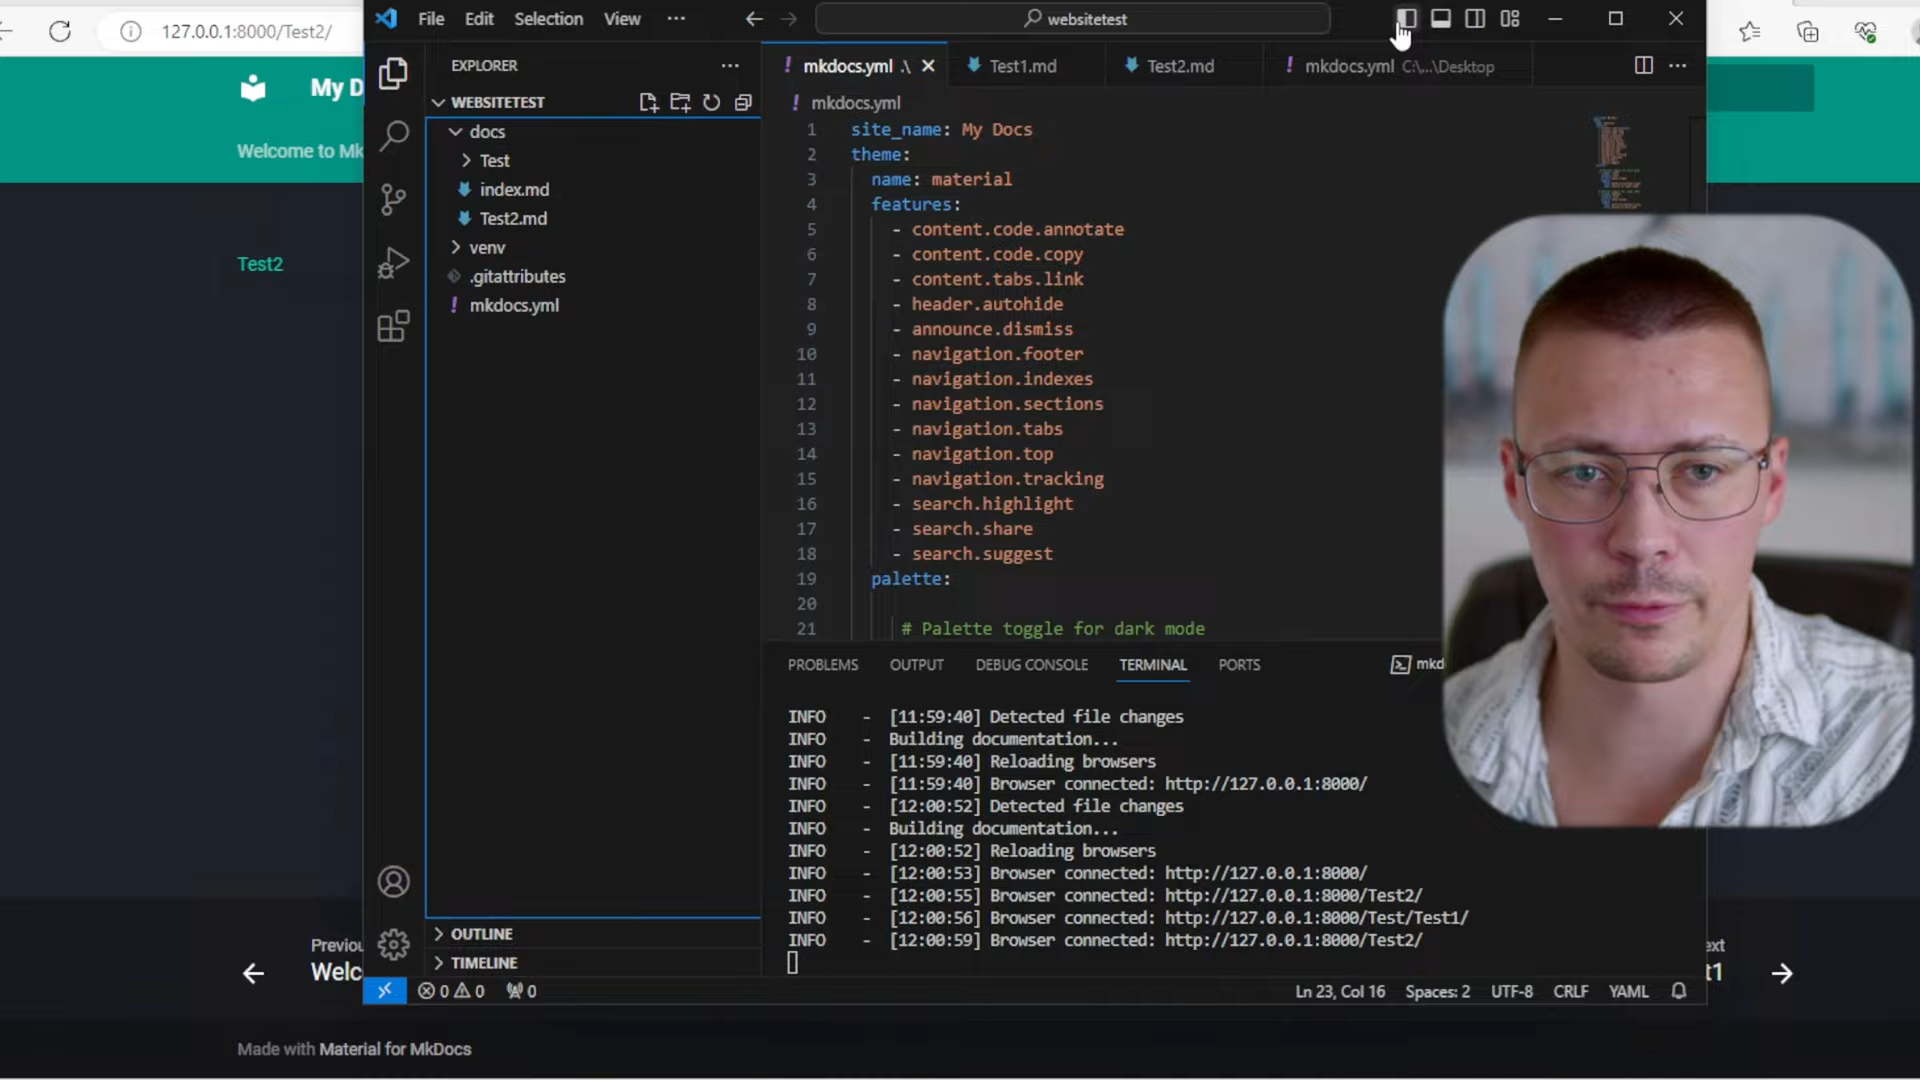 127.0.0.1:8000/Test2/
My D
Welcome to Mk
Test2
Previou
Welc
ext
t1
Made with Material for MkDocs
File Edit Selection View ···
websitetest
EXPLORER
WEBSITETEST
docs
Test
index.md
Test2.md
venv
.gitattributes
mkdocs.yml
OUTLINE
TIMELINE
mkdocs.yml .\ Test1.md Test2.md mkdocs.yml C:\...\Desktop
mkdocs.yml
1 site_name: My Docs
2 theme:
3 name: material
4 features:
5 - content.code.annotate
6 - content.code.copy
7 - content.tabs.link
8 - header.autohide
9 - announce.dismiss
10 - navigation.footer
11 - navigation.indexes
12 - navigation.sections
13 - navigation.tabs
14 - navigation.top
15 - navigation.tracking
16 - search.highlight
17 - search.share
18 - search.suggest
19 palette:
20
21 # Palette toggle for dark mode
PROBLEMS OUTPUT DEBUG CONSOLE TERMINAL PORTS mkd
INFO - [11:59:40] Detected file changes
INFO - Building documentation...
INFO - [11:59:40] Reloading browsers
INFO - [11:59:40] Browser connected: http://127.0.0.1:8000/
INFO - [12:00:52] Detected file changes
INFO - Building documentation...
INFO - [12:00:52] Reloading browsers
INFO - [12:00:53] Browser connected: http://127.0.0.1:8000/
INFO - [12:00:55] Browser connected: http://127.0.0.1:8000/Test2/
INFO - [12:00:56] Browser connected: http://127.0.0.1:8000/Test/Test1/
INFO - [12:00:59] Browser connected: http://127.0.0.1:8000/Test2/
0 0 0 Ln 23, Col 16 Spaces: 2 UTF-8 CRLF YAML